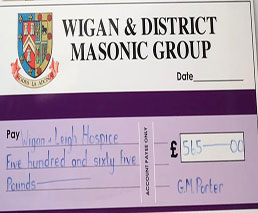 WIGAN & DISTRICT
MASONIC GROUP
Date
Pay Wigan & Leigh Hospice
Five hundred and sixty five
Pounds
ACCOUNT PAYEE ONLY
£ 565 — 00
G.M. Porter